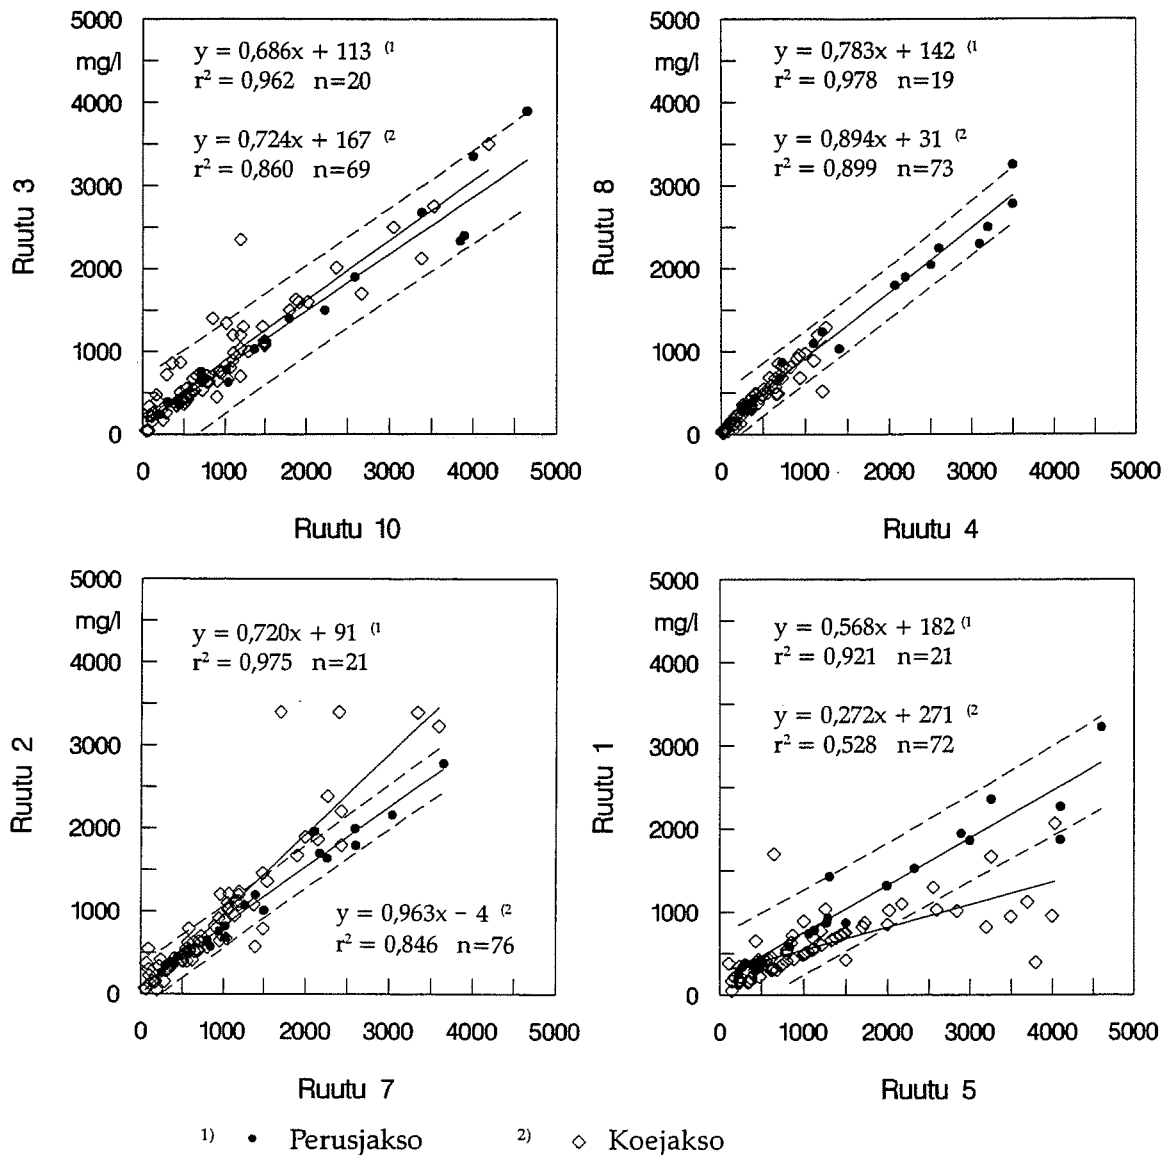 5000
mg/l
4000
3000
2000
1000
0
Ruutu 3
y = 0,686x + 113 (1
r² = 0,962 n=20
y = 0,724x + 167 (2
r² = 0,860 n=69
0 1000 2000 3000 4000 5000
Ruutu 10
5000
mg/l
4000
3000
2000
1000
0
Ruutu 8
y = 0,783x + 142 (1
r² = 0,978 n=19
y = 0,894x + 31 (2
r² = 0,899 n=73
0 1000 2000 3000 4000 5000
Ruutu 4
5000
mg/l
4000
3000
2000
1000
0
Ruutu 2
y = 0,720x + 91 (1
r² = 0,975 n=21
y = 0,963x − 4 (2
r² = 0,846 n=76
0 1000 2000 3000 4000 5000
Ruutu 7
5000
mg/l
4000
3000
2000
1000
0
Ruutu 1
y = 0,568x + 182 (1
r² = 0,921 n=21
y = 0,272x + 271 (2
r² = 0,528 n=72
0 1000 2000 3000 4000 5000
Ruutu 5
1) • Perusjakso 2) ◇ Koejakso